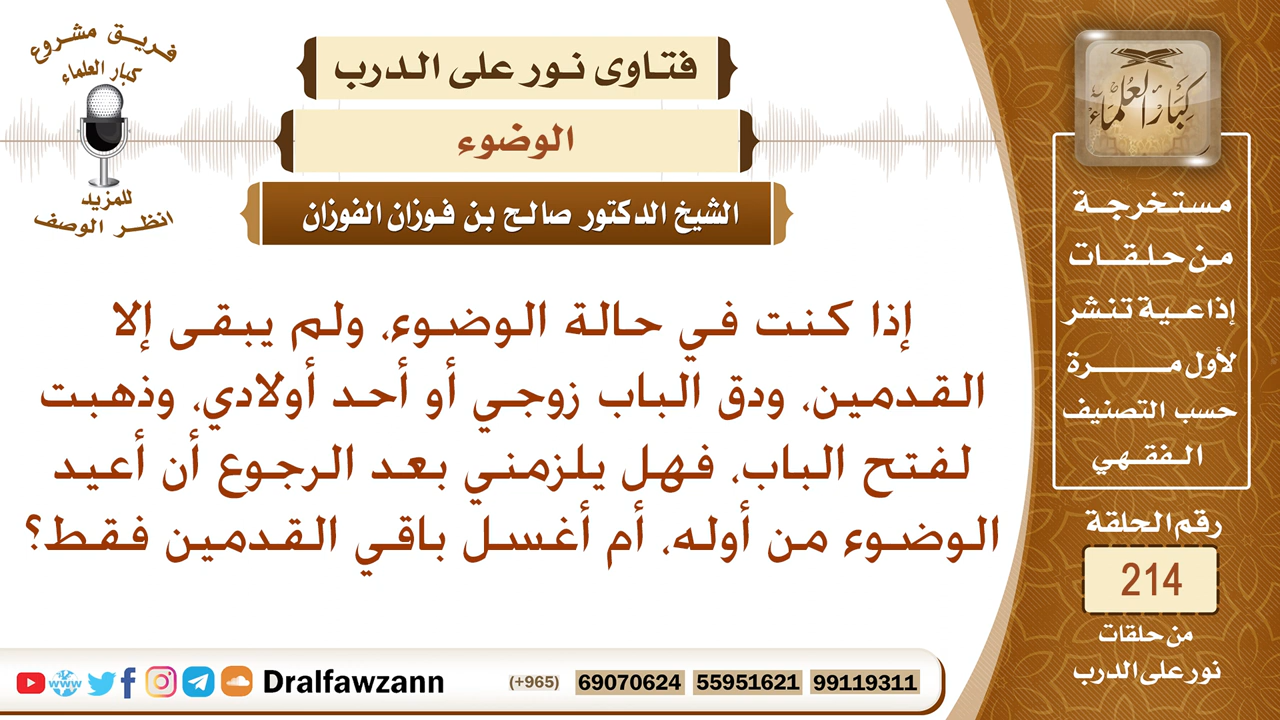 فريق مشروع
كبار العلماء
للمزيد
انظر الوصف
فتاوى نور على الدرب
الوضوء
الشيخ الدكتور صالح بن فوزان الفوزان
إذا كنت في حالة الوضوء، ولم يبقى إلا
القدمين، ودق الباب زوجي أو أحد أولادي، وذهبت
لفتح الباب، فهل يلزمني بعد الرجوع أن أعيد
الوضوء من أوله، أم أغسل باقي القدمين فقط؟
كبار العلماء
مستخرجة
من حلقات
إذاعية تنشر
لأول مرة
حسب التصنيف
الفقهي
رقم الحلقة
214
من حلقات
نور على الدرب
www Dralfawzann (+965) 69070624 55951621 99119311